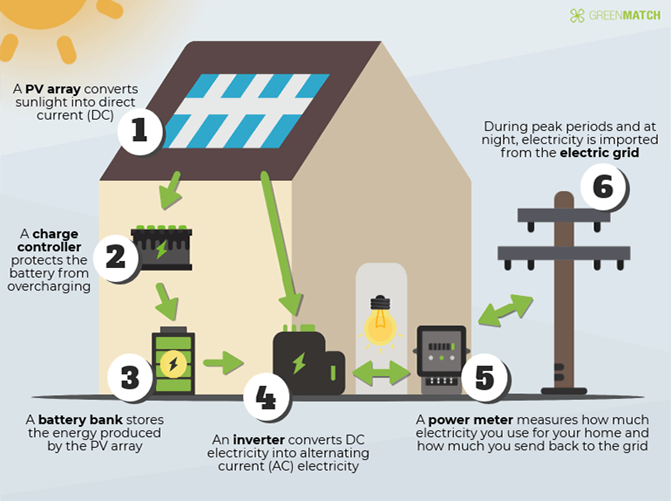 GREENMATCH
A PV array converts
sunlight into direct
current (DC)
1
During peak periods and at
night, electricity is imported
from the electric grid
6
A charge
controller
protects the
battery from
overcharging
2
3
4
5
A battery bank stores
the energy produced
by the PV array
An inverter converts DC
electricity into alternating
current (AC) electricity
A power meter measures how much
electricity you use for your home and
how much you send back to the grid